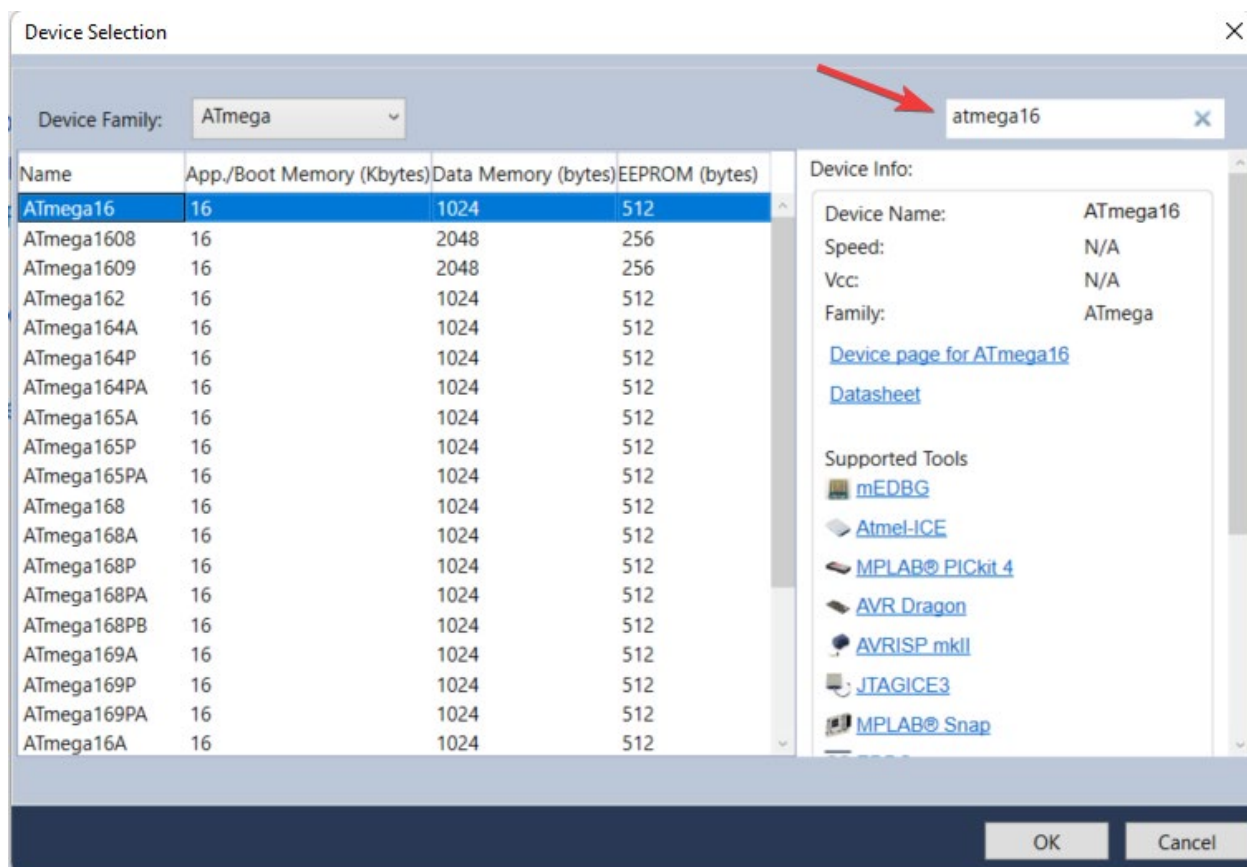 Device Selection
Device Family: ATmega atmega16
Name App./Boot Memory (Kbytes) Data Memory (bytes) EEPROM (bytes)
ATmega16 16 1024 512
ATmega1608 16 2048 256
ATmega1609 16 2048 256
ATmega162 16 1024 512
ATmega164A 16 1024 512
ATmega164P 16 1024 512
ATmega164PA 16 1024 512
ATmega165A 16 1024 512
ATmega165P 16 1024 512
ATmega165PA 16 1024 512
ATmega168 16 1024 512
ATmega168A 16 1024 512
ATmega168P 16 1024 512
ATmega168PA 16 1024 512
ATmega168PB 16 1024 512
ATmega169A 16 1024 512
ATmega169P 16 1024 512
ATmega169PA 16 1024 512
ATmega16A 16 1024 512
Device Info:
Device Name: ATmega16
Speed: N/A
Vcc: N/A
Family: ATmega
Device page for ATmega16
Datasheet
Supported Tools
mEDBG
Atmel-ICE
MPLAB® PICkit 4
AVR Dragon
AVRISP mkII
JTAGICE3
MPLAB® Snap
OK Cancel